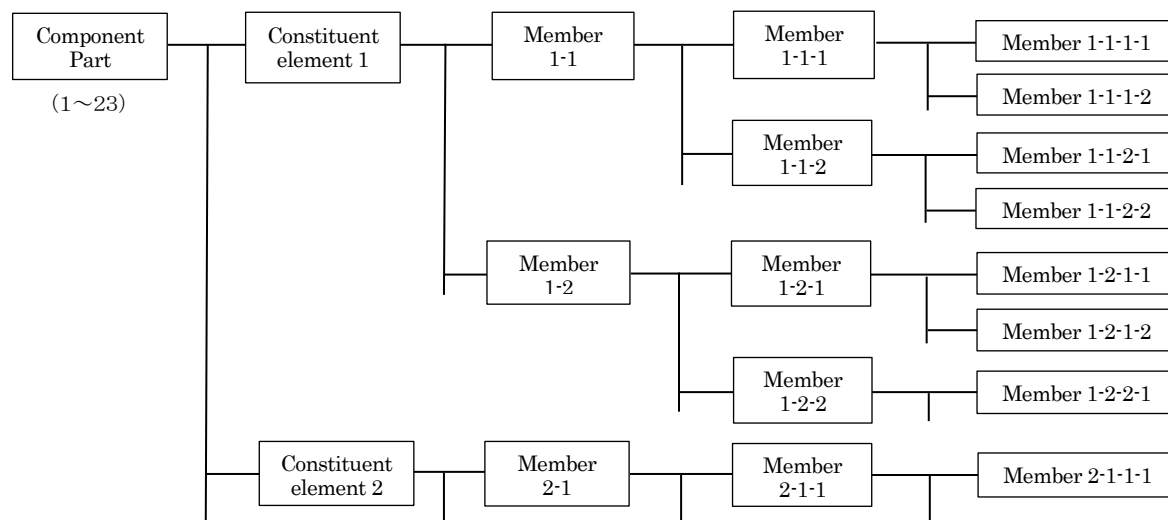 Component
Part
(1～23)
Constituent
element 1
Member
1-1
Member
1-1-1
Member 1-1-1-1
Member 1-1-1-2
Member
1-1-2
Member 1-1-2-1
Member 1-1-2-2
Member
1-2
Member
1-2-1
Member 1-2-1-1
Member 1-2-1-2
Member
1-2-2
Member 1-2-2-1
Constituent
element 2
Member
2-1
Member
2-1-1
Member 2-1-1-1